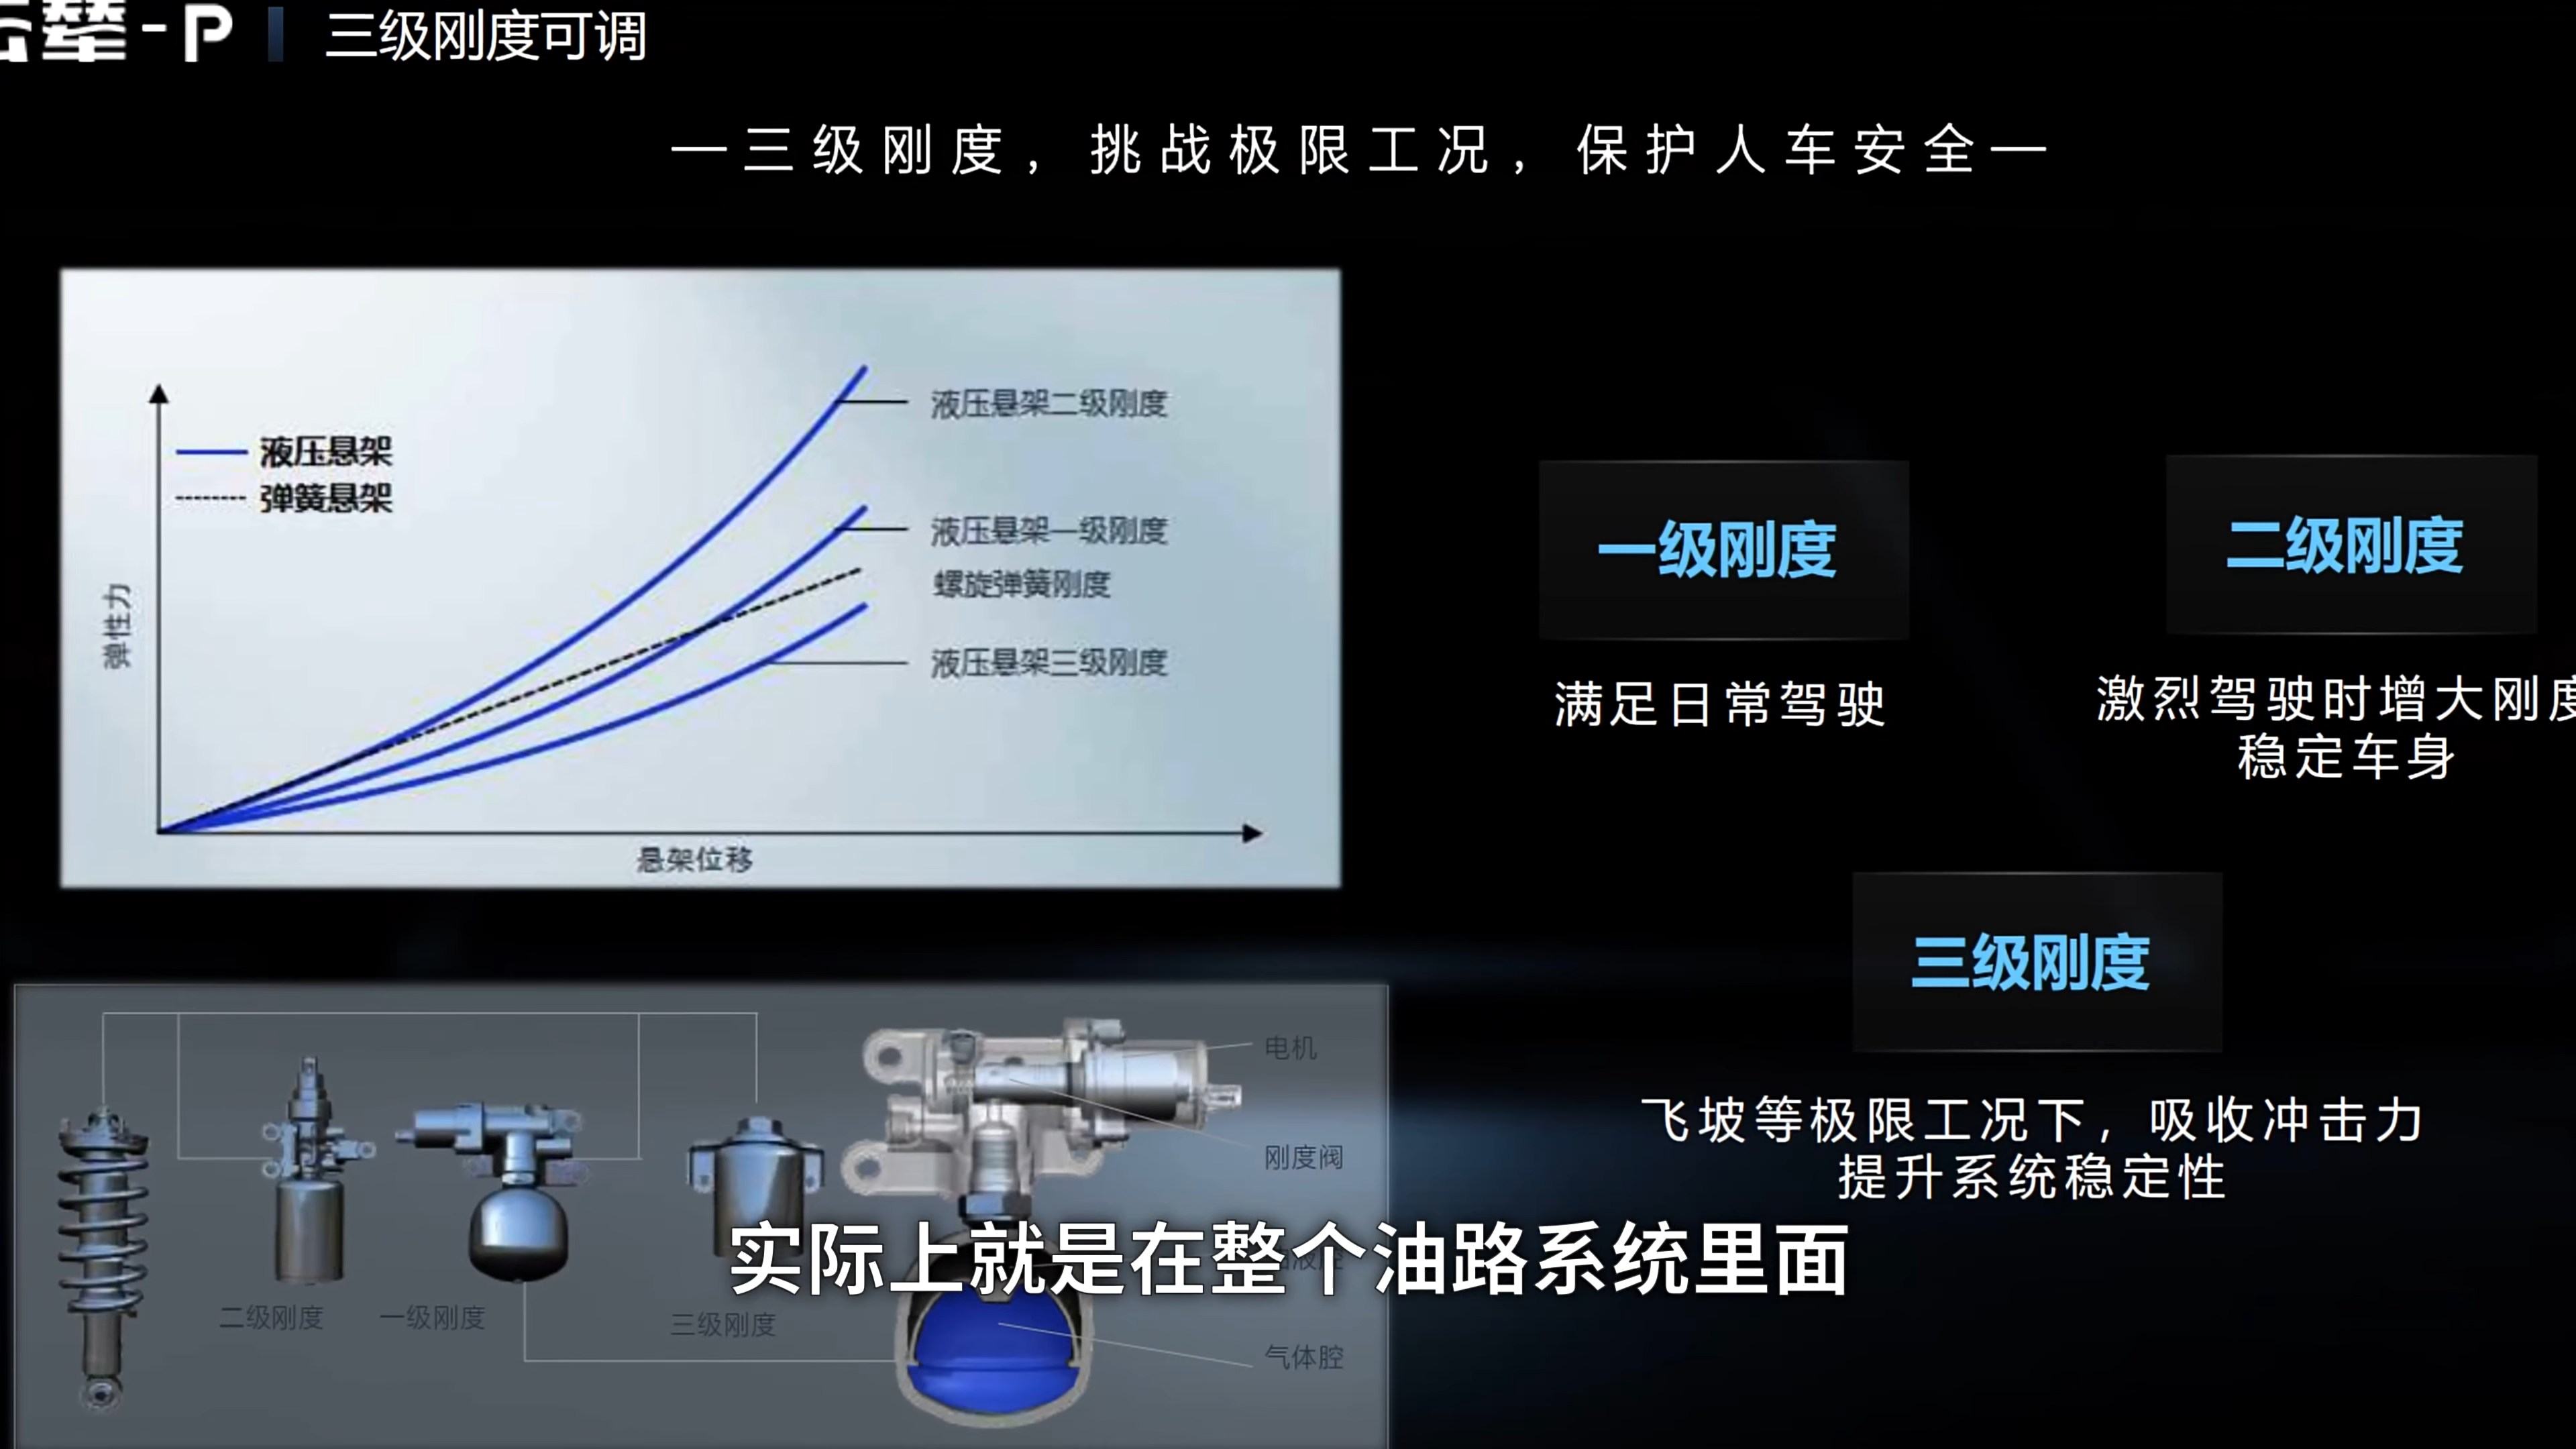 辇-P
三级刚度可调
—三级刚度，挑战极限工况，保护人车安全—
液压悬架
弹簧悬架
液压悬架二级刚度
液压悬架一级刚度
螺旋弹簧刚度
液压悬架三级刚度
弹性力
悬架位移
一级刚度
满足日常驾驶
二级刚度
激烈驾驶时增大刚度
稳定车身
三级刚度
飞坡等极限工况下，吸收冲击力
提升系统稳定性
电机
刚度阀
气体腔
二级刚度
一级刚度
三级刚度
实际上就是在整个油路系统里面